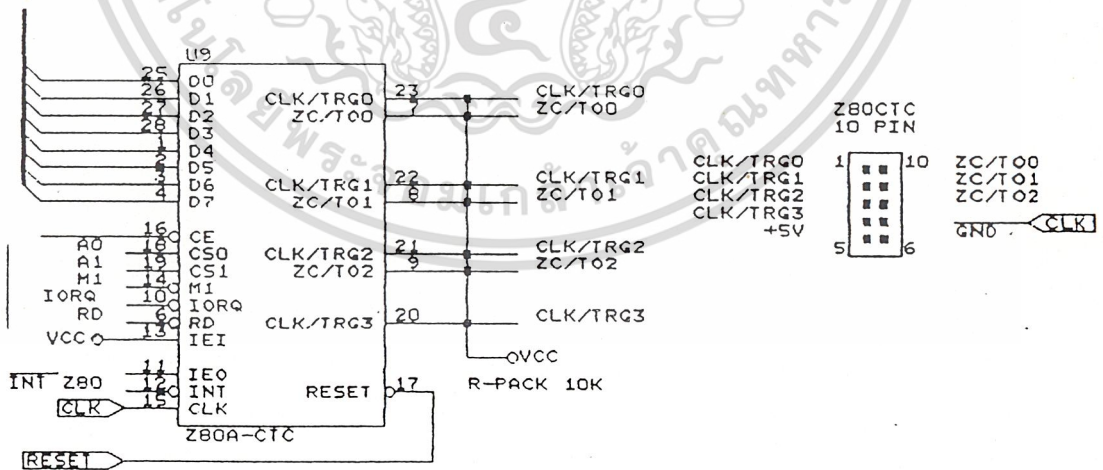 U9
25 D0
26 D1
27 D2
28 D3
1 D4
2 D5
3 D6
4 D7
16 CE
A0 18 CS0
A1 19 CS1
M1 14 M1
IORQ 10 IORQ
RD 6 RD
VCC 13 IEI
11 IEO
INT Z80 12 INT
CLK 15 CLK
RESET
Z80A-CTC
CLK/TRG0 23 CLK/TRG0
ZC/TO0 7 ZC/TO0
CLK/TRG1 22 CLK/TRG1
ZC/TO1 8 ZC/TO1
CLK/TRG2 21 CLK/TRG2
ZC/TO2 9 ZC/TO2
CLK/TRG3 20 CLK/TRG3
RESET 17
VCC
R-PACK 10K
Z80CTC
10 PIN
CLK/TRG0 1 10 ZC/TO0
CLK/TRG1 ZC/TO1
CLK/TRG2 ZC/TO2
CLK/TRG3
+5V 5 6 GND
CLK